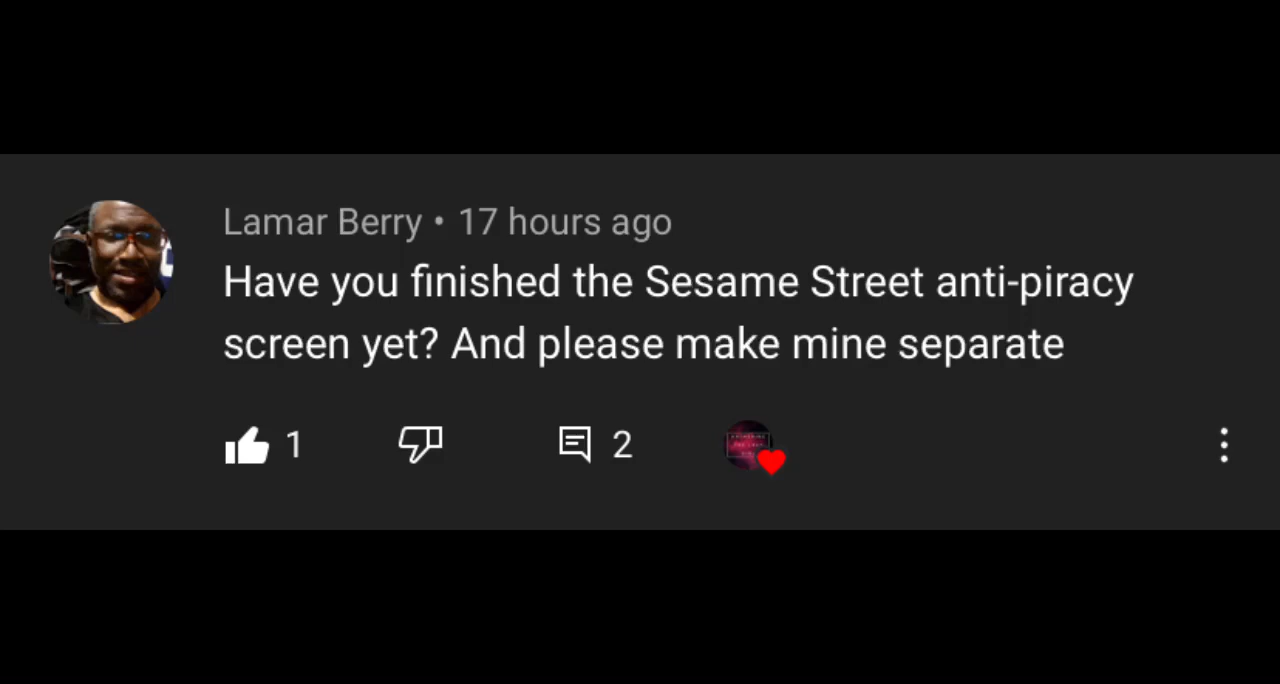 Lamar Berry • 17 hours ago
Have you finished the Sesame Street anti-piracy
screen yet? And please make mine separate
1
2